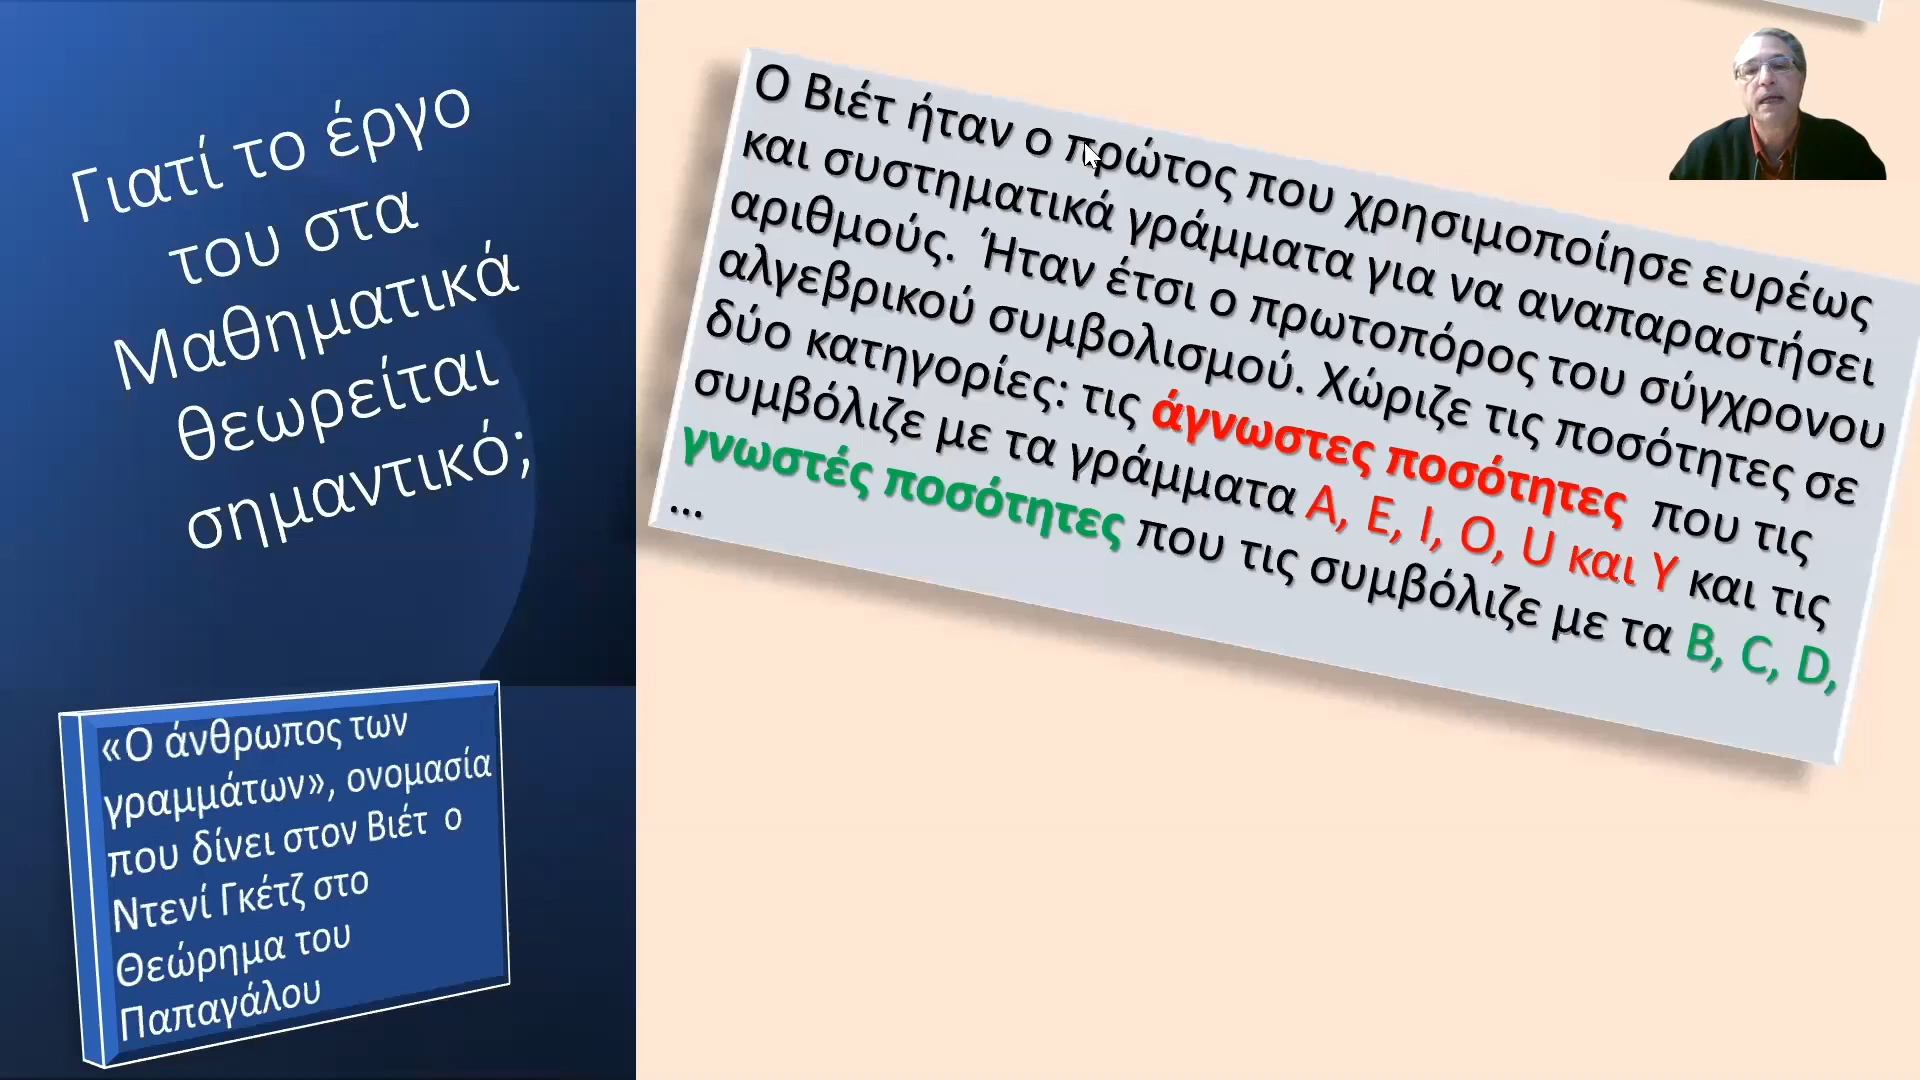 Γιατί το έργο
του στα
Μαθηματικά
θεωρείται
σημαντικό;
«Ο άνθρωπος των
γραμμάτων», ονομασία
που δίνει στον Βιέτ ο
Ντενί Γκέτζ στο
Θεώρημα του
Παπαγάλου
Ο Βιέτ ήταν ο πρώτος που χρησιμοποίησε ευρέως
και συστηματικά γράμματα για να αναπαραστήσει
αριθμούς. Ήταν έτσι ο πρωτοπόρος του σύγχρονου
αλγεβρικού συμβολισμού. Χώριζε τις ποσότητες σε
δύο κατηγορίες: τις άγνωστες ποσότητες που τις
συμβόλιζε με τα γράμματα A, E, I, O, U και Y και τις
γνωστές ποσότητες που τις συμβόλιζε με τα B, C, D,
...